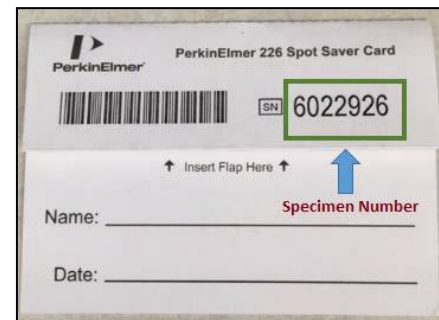 PerkinElmer
PerkinElmer 226 Spot Saver Card
SN 6022926
↑ Insert Flap Here ↑
Specimen Number
Name:
Date: